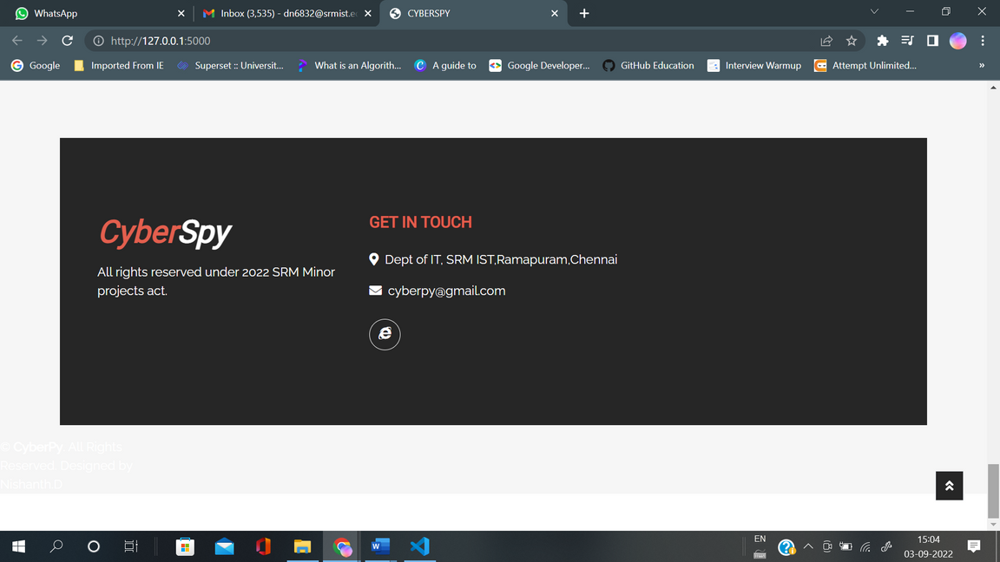 WhatsApp
Inbox (3,535) - dn6832@srmist.e
CYBERSPY
http://127.0.0.1:5000
Google
Imported From IE
Superset :: Universit...
What is an Algorith...
A guide to
Google Developer...
GitHub Education
Interview Warmup
Attempt Unlimited...
»
CyberSpy
All rights reserved under 2022 SRM Minor
projects act.
GET IN TOUCH
Dept of IT, SRM IST,Ramapuram,Chennai
cyberpy@gmail.com
© CyberPy. All Rights
Reserved. Designed by
Nishanth.D
EN
15:04
03-09-2022